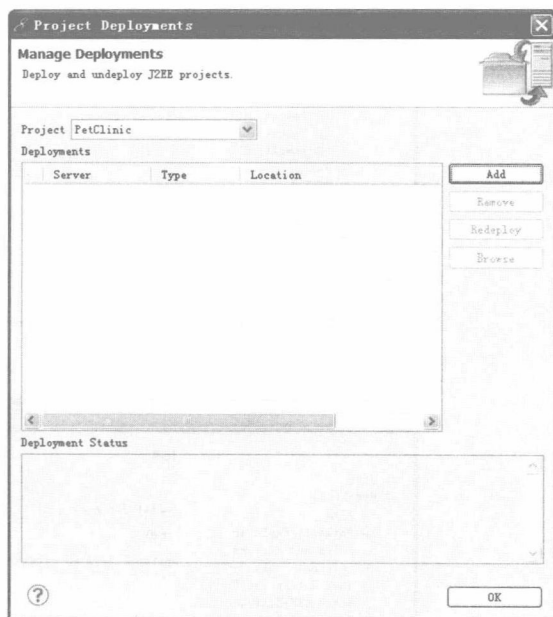 Project Deployments
Manage Deployments
Deploy and undeploy J2EE projects.
Project PetClinic
Deployments
Server Type Location
Add
Remove
Redeploy
Browse
Deployment Status
?
OK